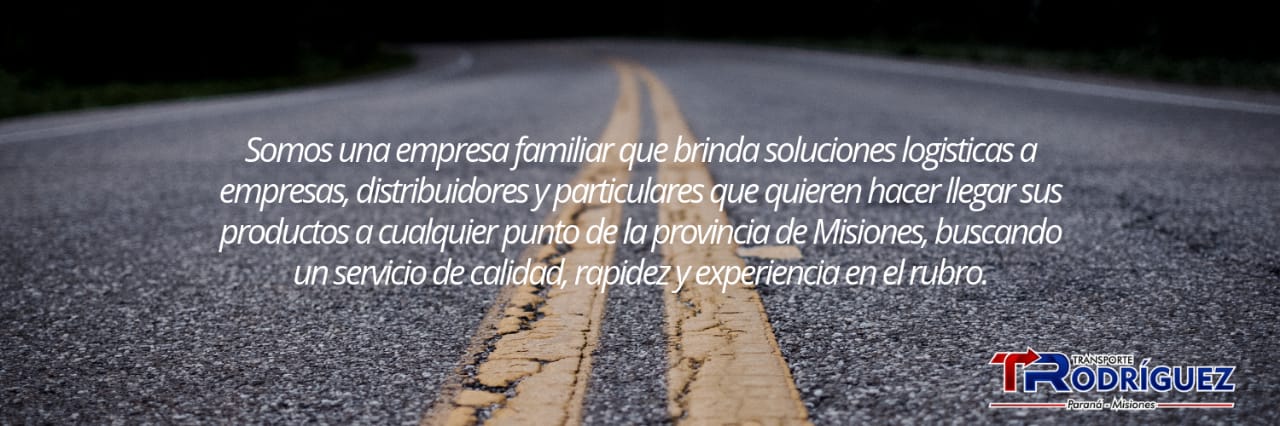 Somos una empresa familiar que brinda soluciones logisticas a
empresas, distribuidores y particulares que quieren hacer llegar sus
productos a cualquier punto de la provincia de Misiones, buscando
un servicio de calidad, rapidez y experiencia en el rubro.
TRANSPORTE
TRODRÍGUEZ
Paraná - Misiones